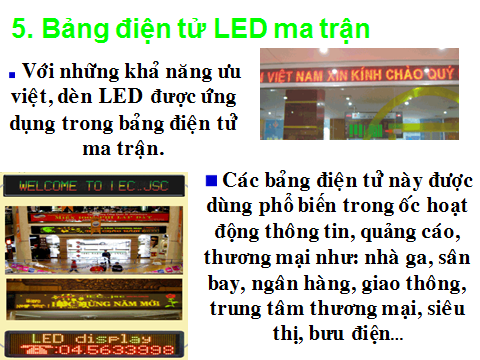 5. Bảng điện tử LED ma trận
Với những khả năng ưu
việt, dèn LED được ứng
dụng trong bảng điện tử
ma trận.
VIỆT NAM XIN KÍNH CHÀO QUÝ
Các bảng điện tử này được
dùng phổ biến trong ốc hoạt
động thông tin, quảng cáo,
thương mại như: nhà ga, sân
bay, ngân hàng, giao thông,
trung tâm thương mại, siêu
thị, bưu điện...
WELCOME TO IEC.JSC
MỪNG NĂM MỚI
LED display
☎:04.5633998